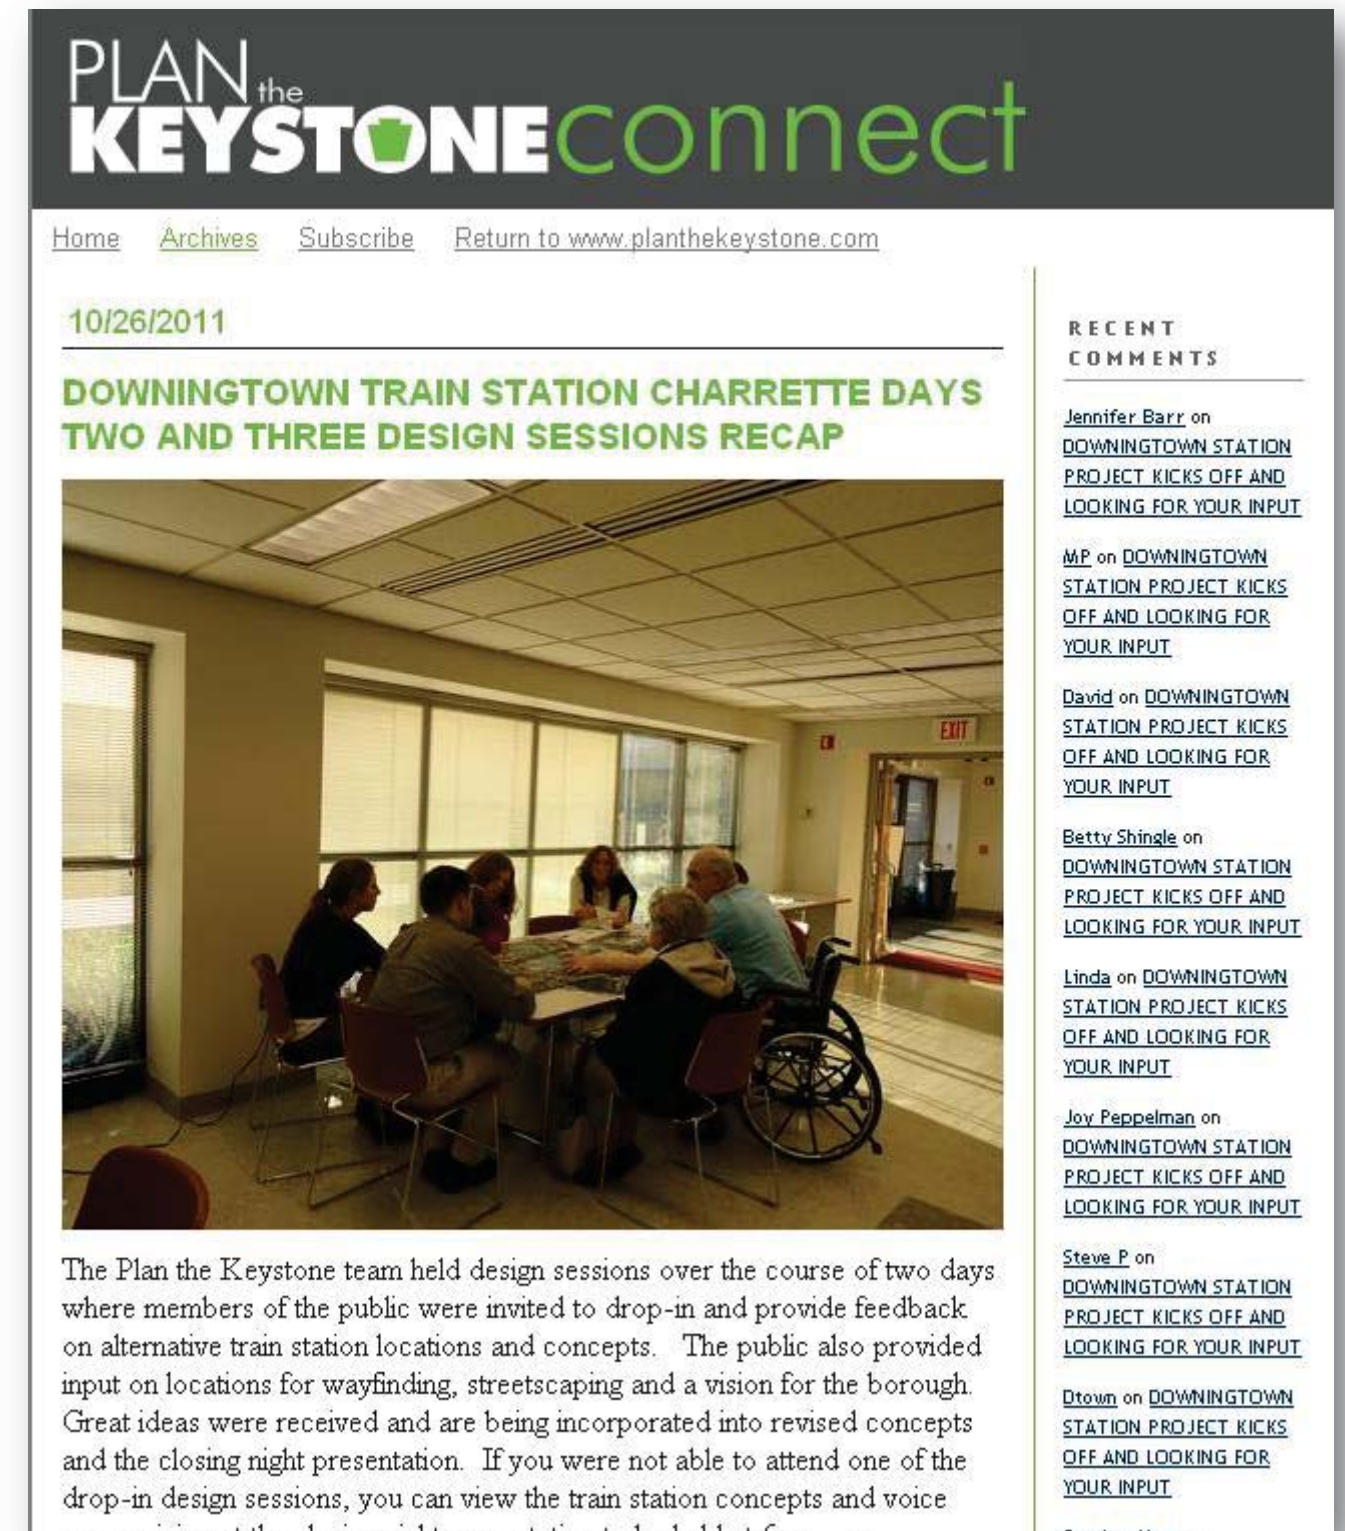 PLAN the
KEYSTONEconnect
Home Archives Subscribe Return to www.planthekeystone.com
10/26/2011
DOWNINGTOWN TRAIN STATION CHARRETTE DAYS
TWO AND THREE DESIGN SESSIONS RECAP
EXIT
The Plan the Keystone team held design sessions over the course of two days
where members of the public were invited to drop-in and provide feedback
on alternative train station locations and concepts. The public also provided
input on locations for wayfinding, streetscaping and a vision for the borough.
Great ideas were received and are being incorporated into revised concepts
and the closing night presentation. If you were not able to attend one of the
drop-in design sessions, you can view the train station concepts and voice
RECENT
COMMENTS
Jennifer Barr on
DOWNINGTOWN STATION
PROJECT KICKS OFF AND
LOOKING FOR YOUR INPUT
MP on DOWNINGTOWN
STATION PROJECT KICKS
OFF AND LOOKING FOR
YOUR INPUT
David on DOWNINGTOWN
STATION PROJECT KICKS
OFF AND LOOKING FOR
YOUR INPUT
Betty Shingle on
DOWNINGTOWN STATION
PROJECT KICKS OFF AND
LOOKING FOR YOUR INPUT
Linda on DOWNINGTOWN
STATION PROJECT KICKS
OFF AND LOOKING FOR
YOUR INPUT
Joy Peppelman on
DOWNINGTOWN STATION
PROJECT KICKS OFF AND
LOOKING FOR YOUR INPUT
Steve P on
DOWNINGTOWN STATION
PROJECT KICKS OFF AND
LOOKING FOR YOUR INPUT
Dtown on DOWNINGTOWN
STATION PROJECT KICKS
OFF AND LOOKING FOR
YOUR INPUT